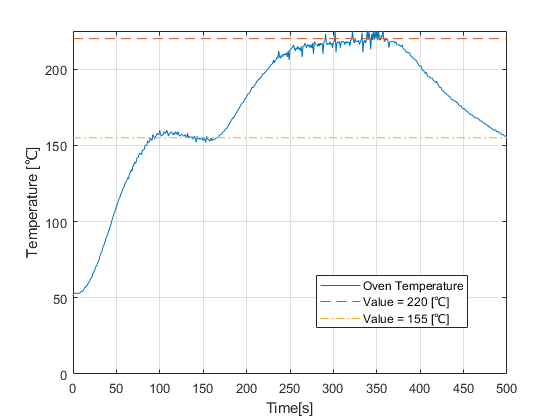 200
150
100
50
0
Temperature [℃]
0 50 100 150 200 250 300 350 400 450 500
Time[s]
Oven Temperature
Value = 220 [℃]
Value = 155 [℃]